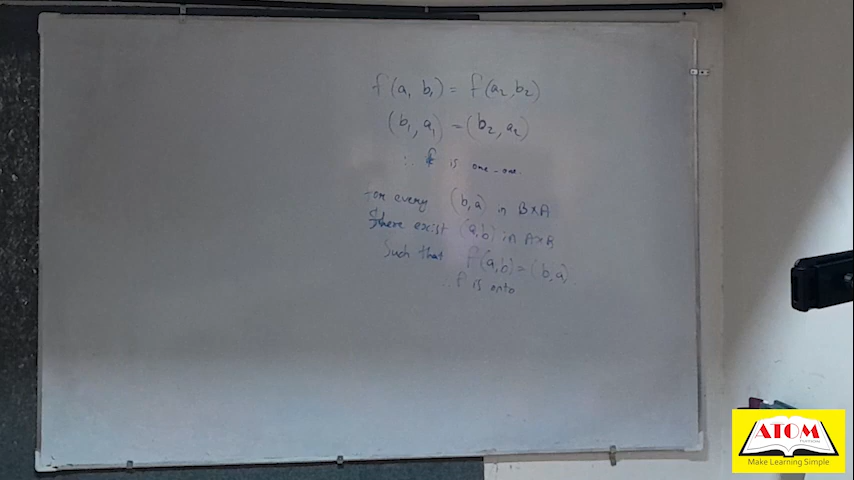 f(a, b₁) = f(a₂, b₂)
(b₁, a₁) = (b₂, a₂)
∴ f is one-one.
for every (b, a) in B×A
there exist (a, b) in A×B
Such that f(a, b) = (b, a).
∴ f is onto
ATOM
Make Learning Simple